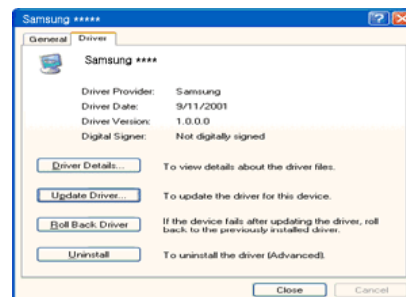 Samsung *****
General Driver
Samsung ****
Driver Provider: Samsung
Driver Date: 9/11/2001
Driver Version: 1.0.0.0
Digital Signer: Not digitally signed
Driver Details... To view details about the driver files.
Update Driver... To update the driver for this device.
Roll Back Driver If the device fails after updating the driver, roll
back to the previously installed driver.
Uninstall To uninstall the driver (Advanced).
Close Cancel